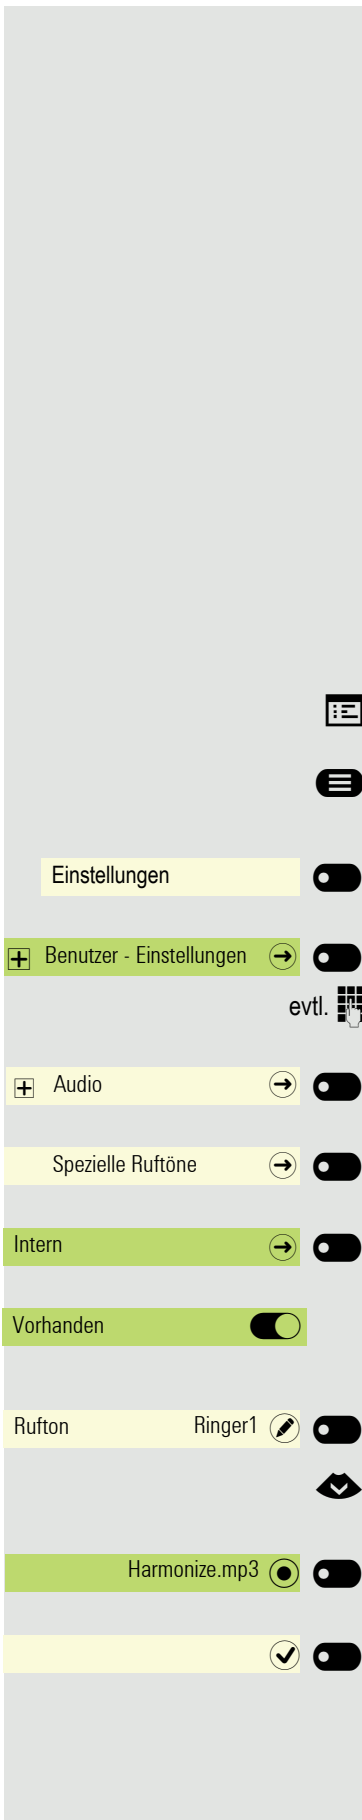 Einstellungen
Benutzer - Einstellungen
evtl.
Audio
Spezielle Ruftöne
Intern
Vorhanden
Rufton Ringer1
Harmonize.mp3